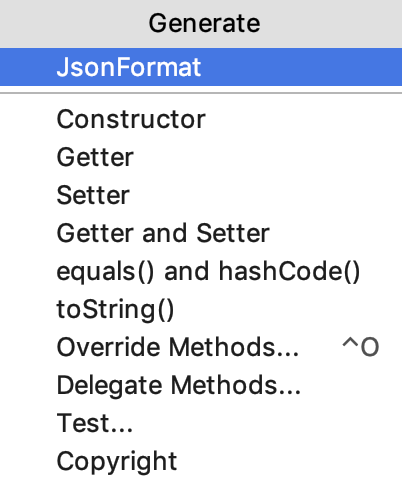 Generate
JsonFormat
Constructor
Getter
Setter
Getter and Setter
equals() and hashCode()
toString()
Override Methods... ^O
Delegate Methods...
Test...
Copyright